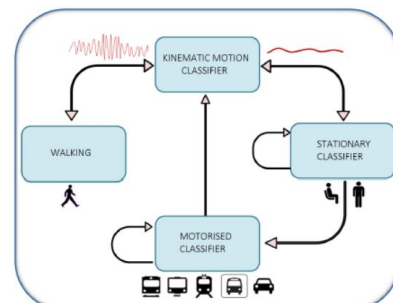 KINEMATIC MOTION
CLASSIFIER
WALKING
STATIONARY
CLASSIFIER
MOTORISED
CLASSIFIER